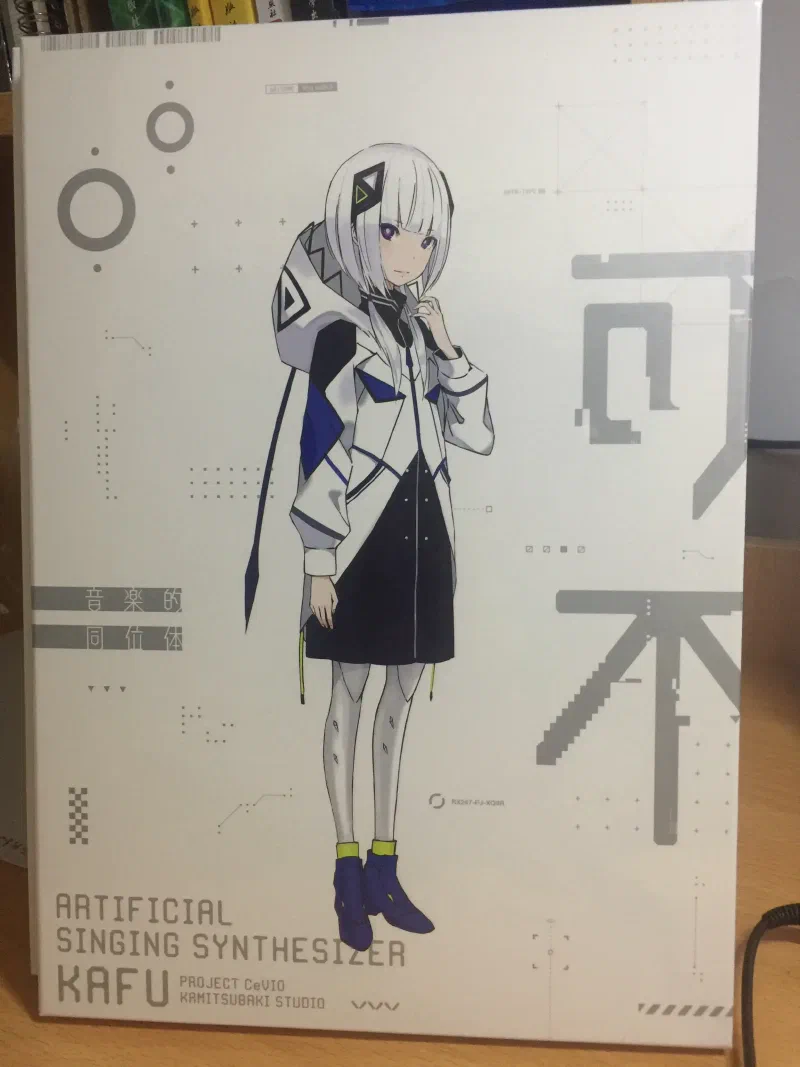 音楽的
同位体
可
不
ARTIFICIAL
SINGING SYNTHESIZER
KAFU
PROJECT CeVIO
KAMITSUBAKI STUDIO